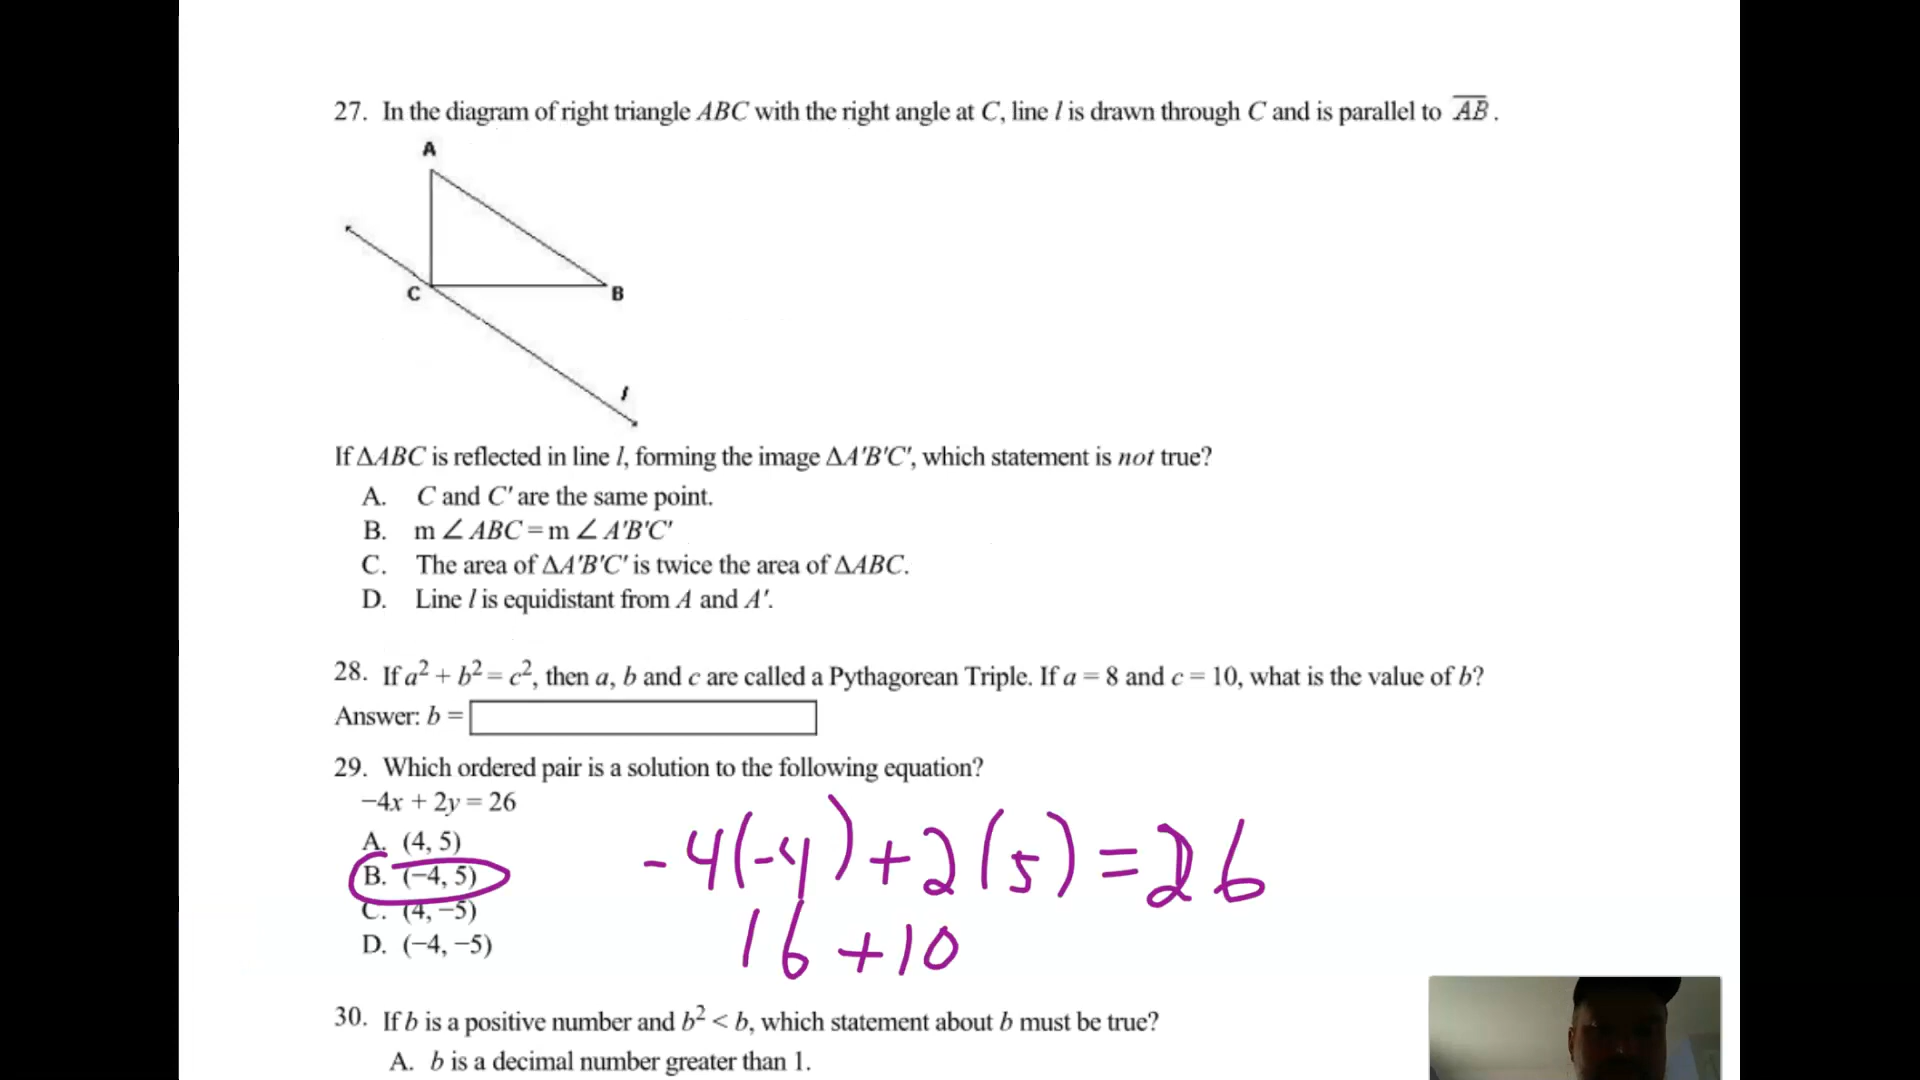 27. In the diagram of right triangle ABC with the right angle at C, line l is drawn through C and is parallel to A̅B̅.
A
C
B
l
If ΔABC is reflected in line l, forming the image ΔA'B'C', which statement is not true?
A. C and C' are the same point.
B. m∠ABC = m∠A'B'C'
C. The area of ΔA'B'C' is twice the area of ΔABC.
D. Line l is equidistant from A and A'.
28. If a² + b² = c², then a, b and c are called a Pythagorean Triple. If a = 8 and c = 10, what is the value of b?
Answer: b =
29. Which ordered pair is a solution to the following equation?
−4x + 2y = 26
A. (4, 5)
B. (−4, 5)
C. (4, −5)
D. (−4, −5)
-4(-4)+2(5)=26
16+10
30. If b is a positive number and b² < b, which statement about b must be true?
A. b is a decimal number greater than 1.